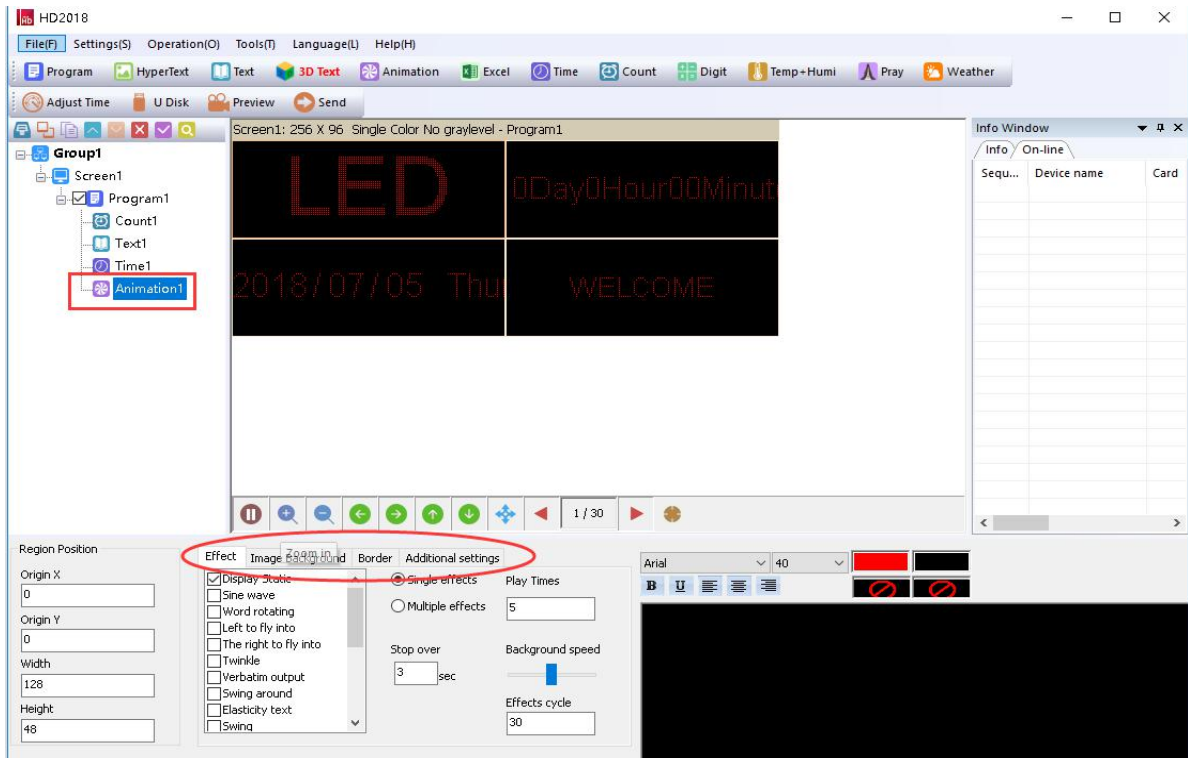 HD2018
File(F) Settings(S) Operation(O) Tools(T) Language(L) Help(H)
Program HyperText Text 3D Text Animation Excel Time Count Digit Temp+Humi Pray Weather
Adjust Time U Disk Preview Send
Screen1: 256 X 96 Single Color No graylevel - Program1
Group1
Screen1
Program1
Count1
Text1
Time1
Animation1
LED
0Day0Hour00Minut
2018/07/05 Thu
WELCOME
Info Window
Info On-line
Sequ... Device name Card
1 / 30
Region Position
Origin X
0
Origin Y
0
Width
128
Height
48
Effect Image Background Border Additional settings
Zoom in
Display Static
Sine wave
Word rotating
Left to fly into
The right to fly into
Twinkle
Verbatim output
Swing around
Elasticity text
Swing
Single effects
Multiple effects
Stop over
3 sec
Play Times
5
Background speed
Effects cycle
30
Arial 40
B U